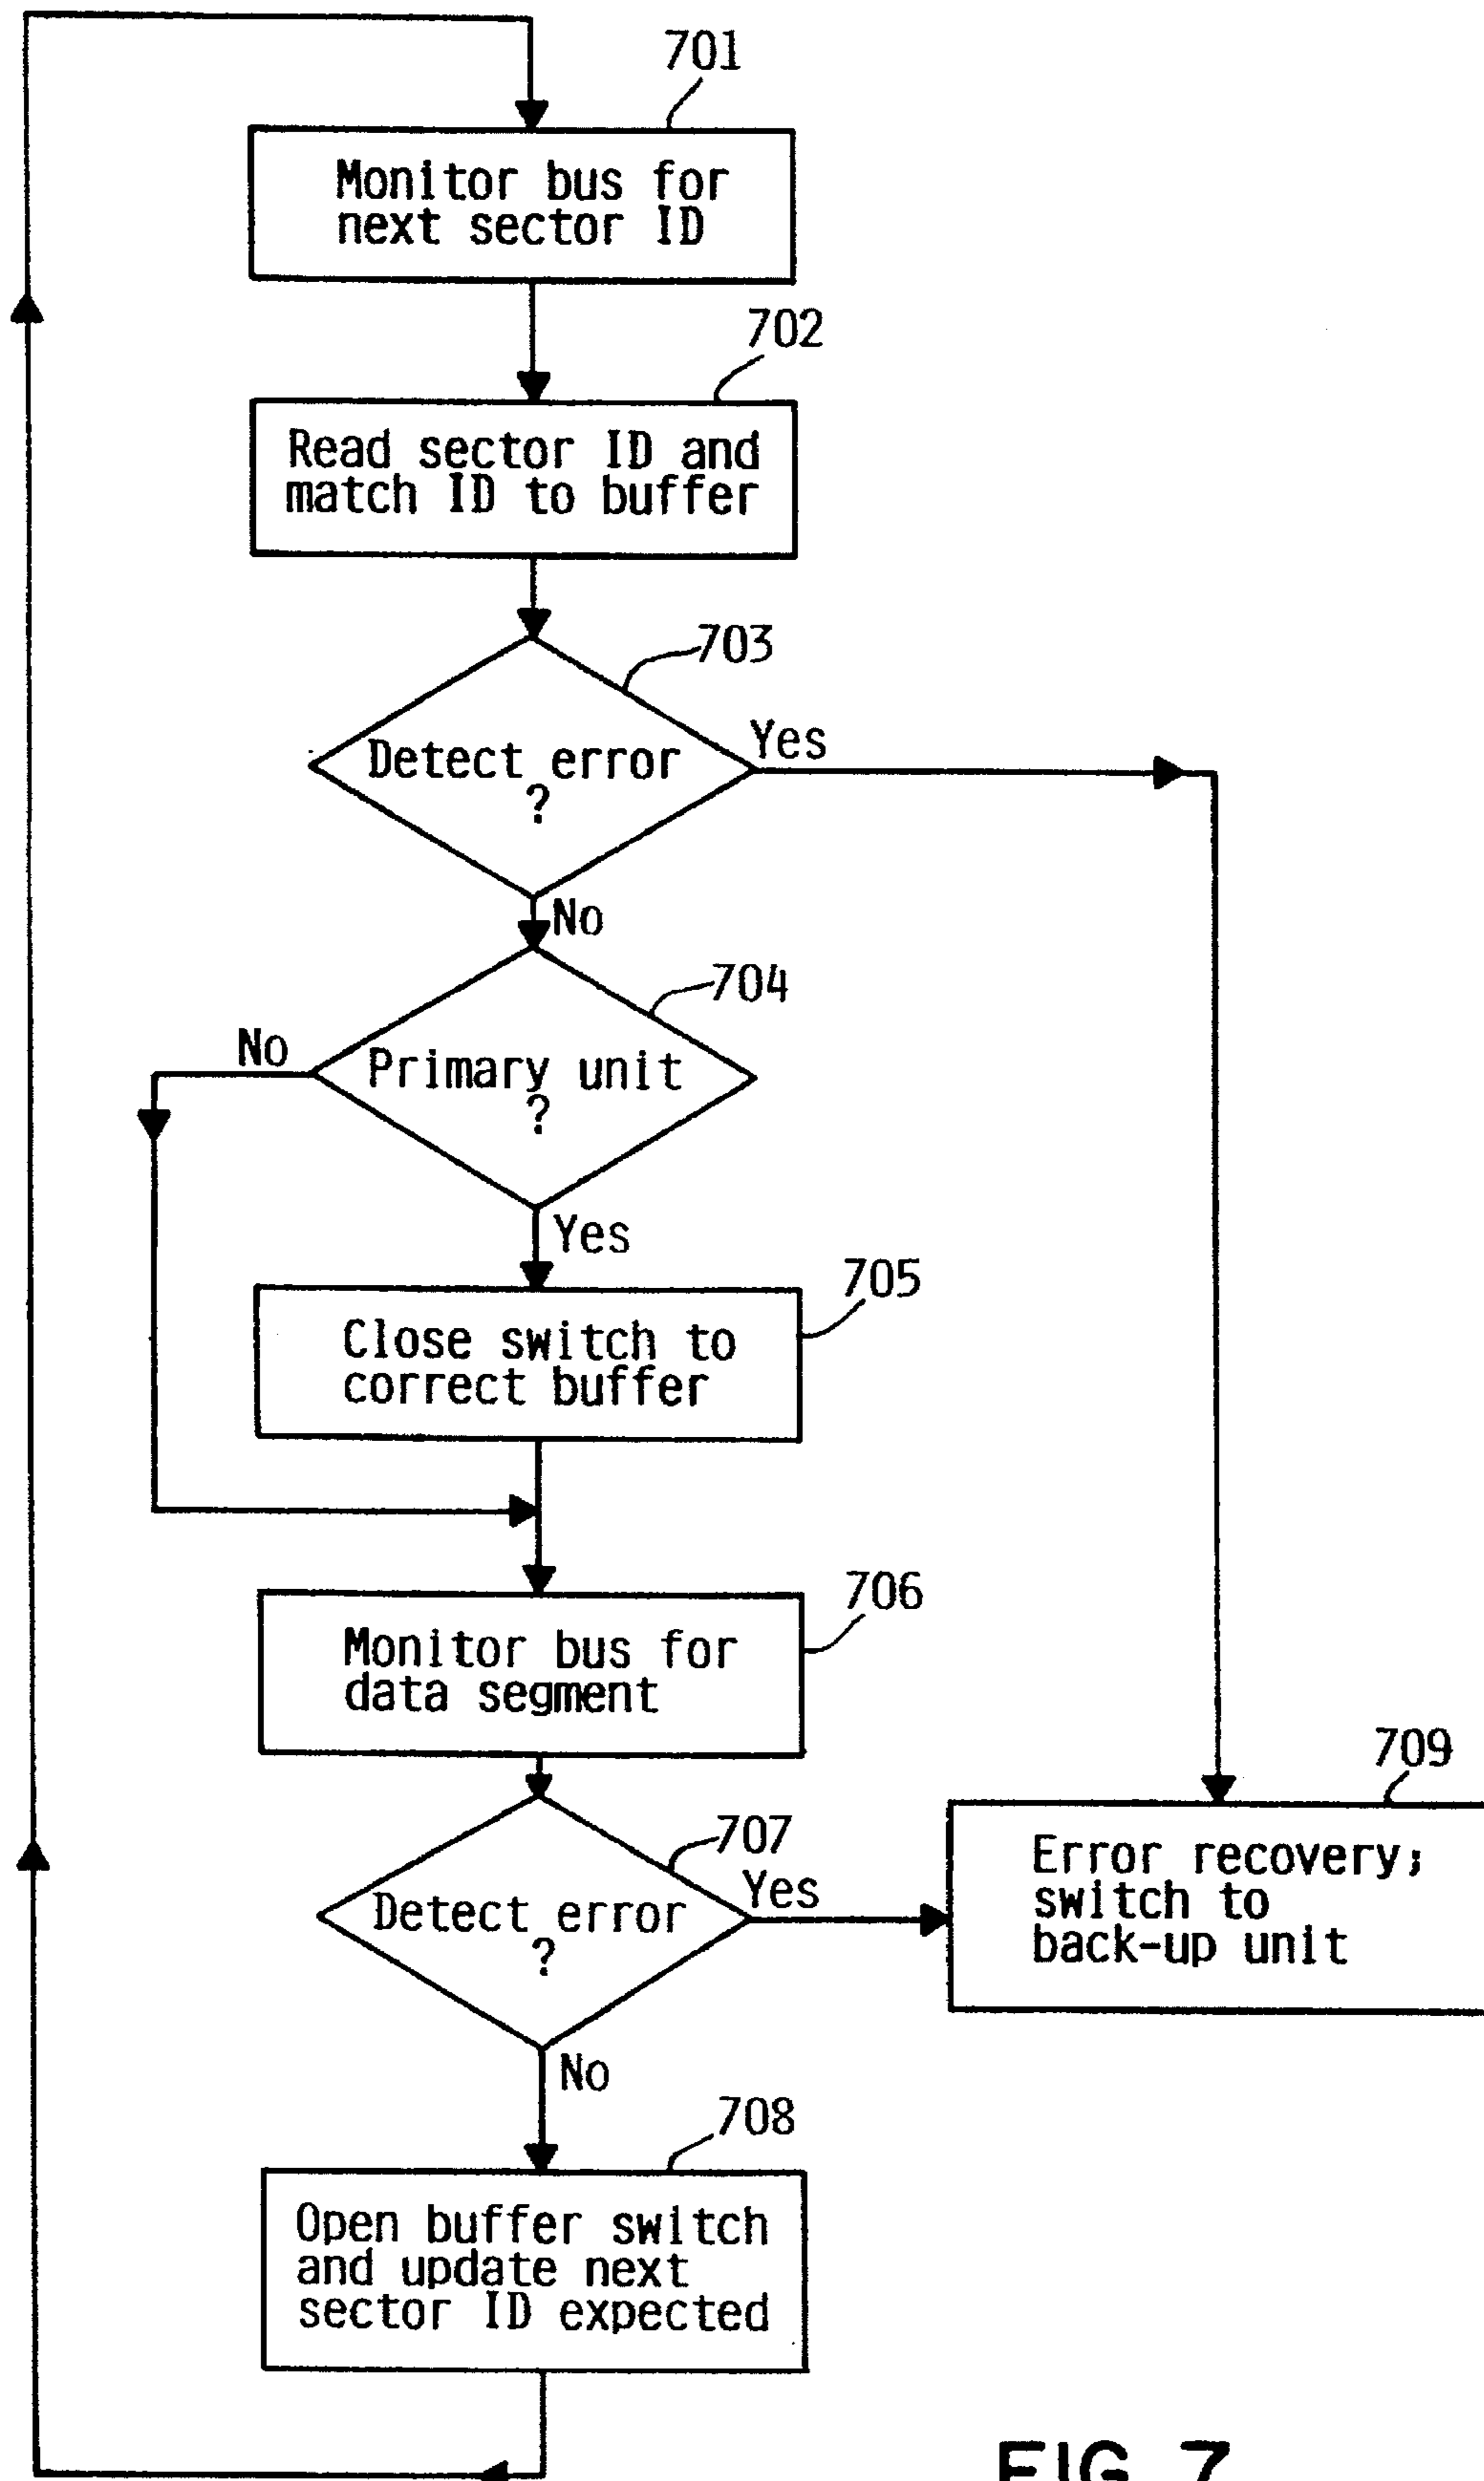 701
Monitor bus for
next sector ID
702
Read sector ID and
match ID to buffer
703
Detect error
?
Yes
No
704
Primary unit
?
No
Yes
705
Close switch to
correct buffer
706
Monitor bus for
data segment
707
Detect error
?
Yes
709
Error recovery;
switch to
back-up unit
No
708
Open buffer switch
and update next
sector ID expected
FIG. 7